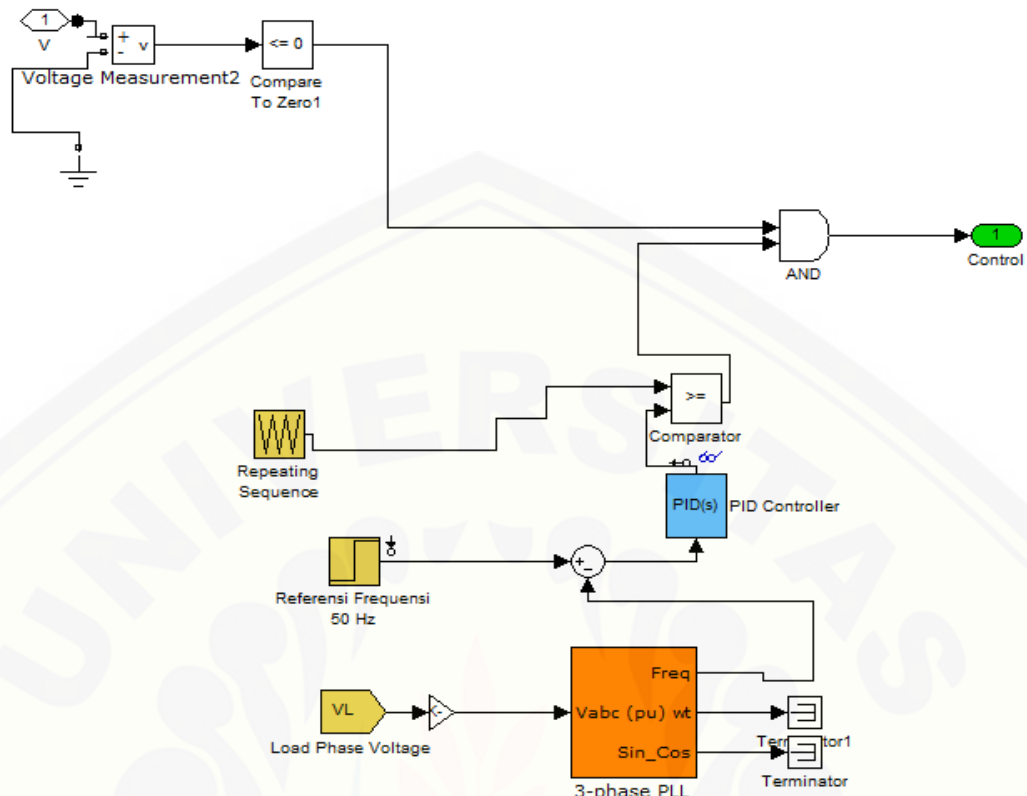 1
V
+
-
v
Voltage Measurement2
<= 0
Compare
To Zero1
AND
1
Control
>=
Comparator
Repeating
Sequence
PID(s)
PID Controller
Referensi Frequensi
50 Hz
+
-
VL
Load Phase Voltage
Freq
Vabc (pu) wt
Sin_Cos
3-phase PLL
Terminator
UNIVERSITAS